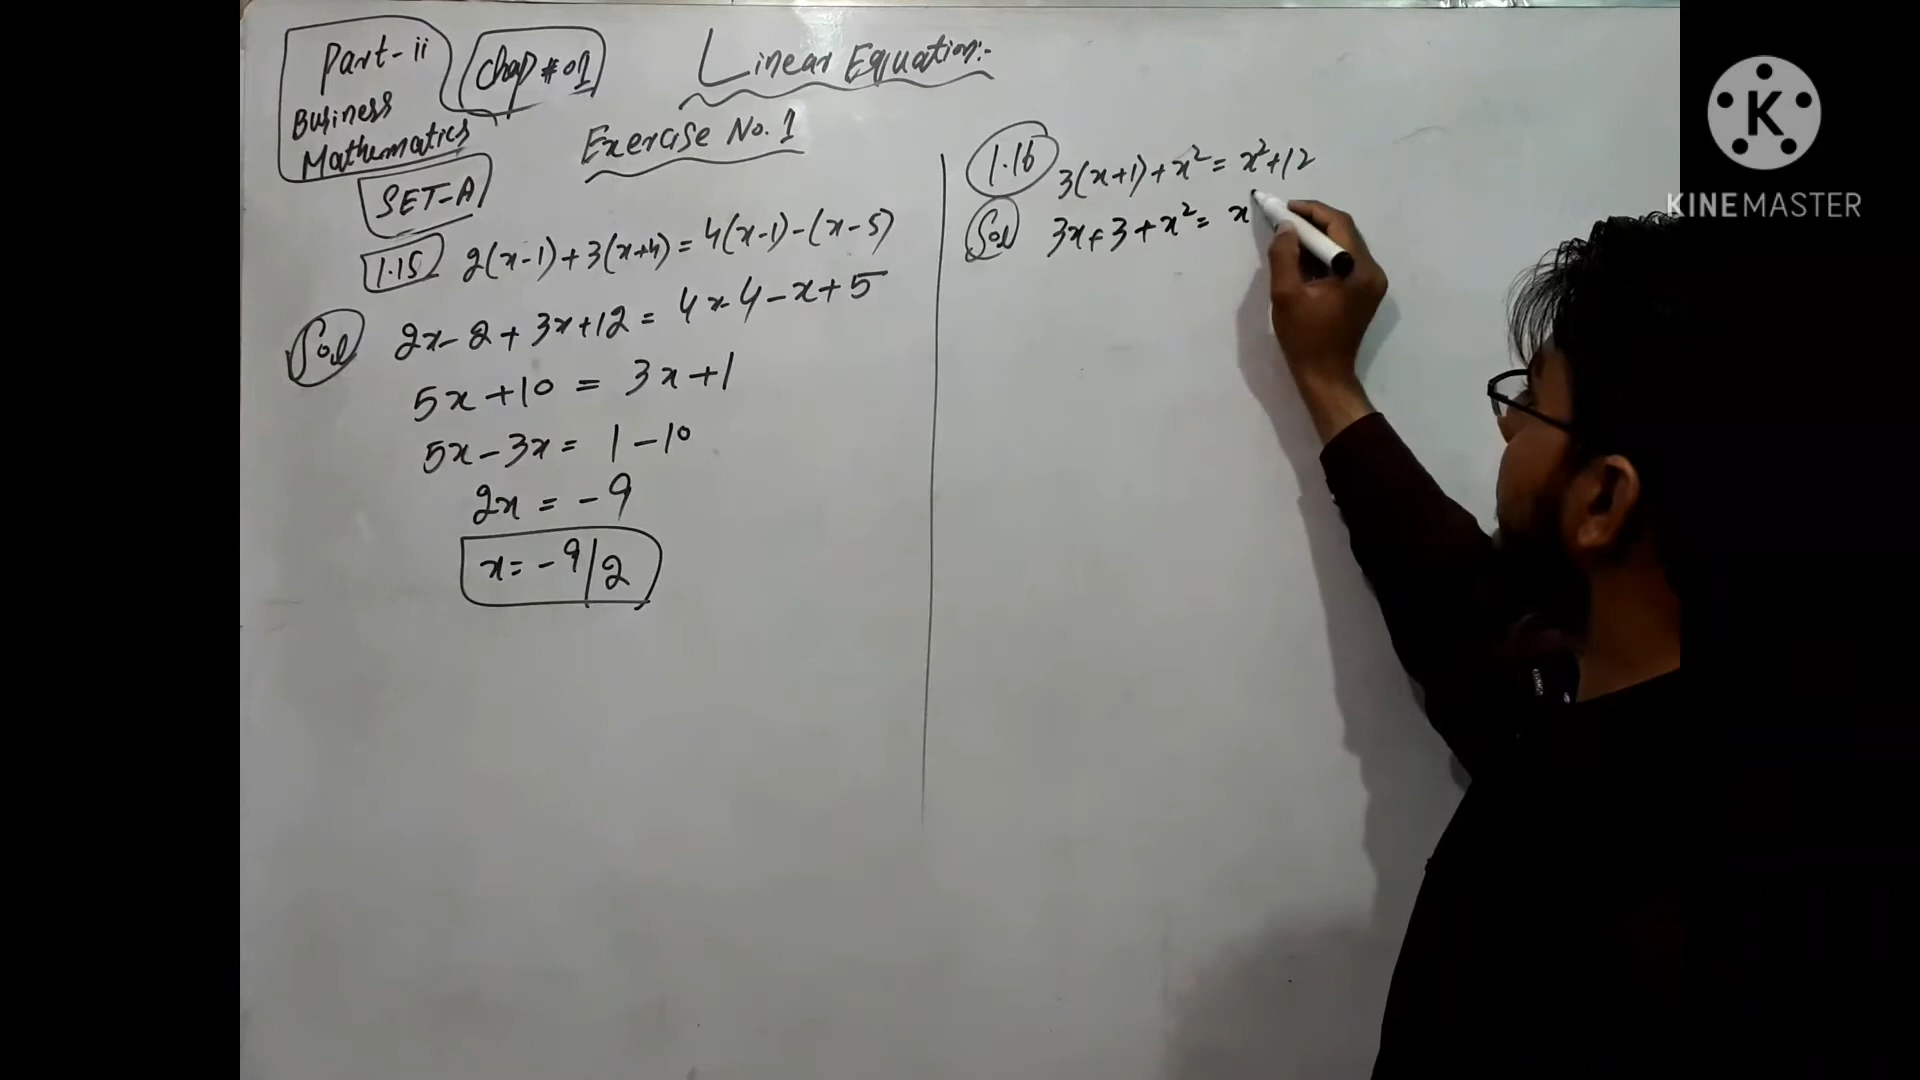 Part-ii
Business
Mathematics
Chap # 01
Linear Equation:-
Exercise No. 1
SET-A
1.15 2(x-1)+3(x+4)=4(x-1)-(x-5)
Sol 2x-2+3x+12=4x-4-x+5
5x+10=3x+1
5x-3x=1-10
2x=-9
x=-9/2
1.16 3(x+1)+x²=x²+12
Sol 3x+3+x²=x
K
KINEMASTER